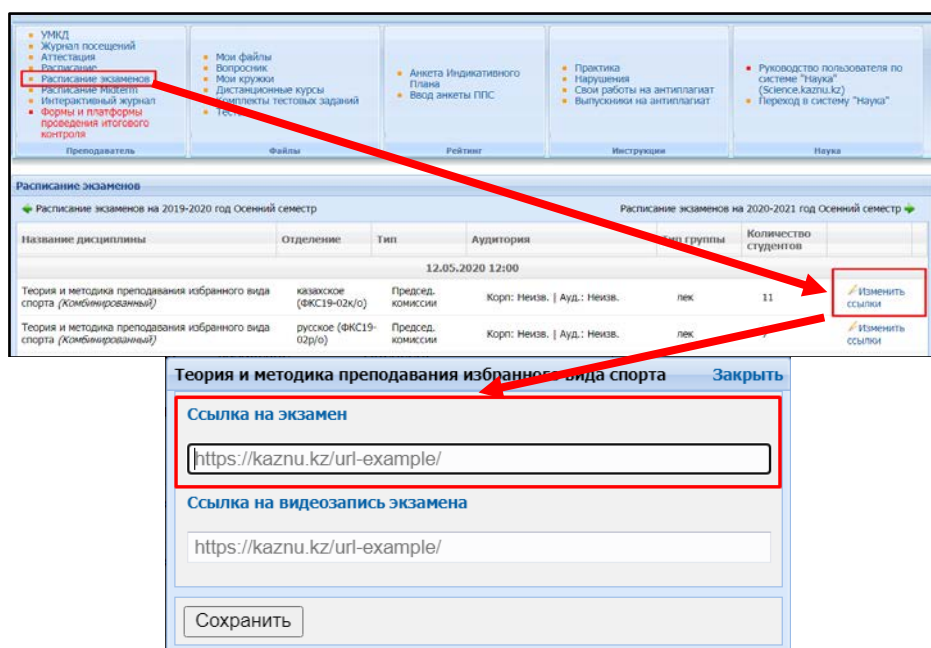 УМКД
Журнал посещений
Аттестация
Расписание
Расписание экзаменов
Расписание Midterm
Интерактивный журнал
Формы и платформы
проведения итогового
контроля
Преподаватель
Мои файлы
Вопросник
Мои кружки
Дистанционные курсы
Комплекты тестовых заданий
Файлы
Анкета Индикативного
Плана
Ввод анкеты ППС
Рейтинг
Практика
Нарушения
Свои работы на антиплагиат
Выпускники на антиплагиат
Инструкции
Руководство пользователя по
системе "Наука"
(Science.kaznu.kz)
Переход в систему "Наука"
Наука
Расписание экзаменов
Расписание экзаменов на 2019-2020 год Осенний семестр
Расписание экзаменов на 2020-2021 год Осенний семестр
Название дисциплины Отделение Тип Аудитория Тип группы Количество
студентов
12.05.2020 12:00
Теория и методика преподавания избранного вида
спорта (Комбинированный)
казахское
(ФКС19-02к/о)
Председ.
комиссии
Корп: Неизв. | Ауд.: Неизв.
лек
11
Изменить
ссылки
Теория и методика преподавания избранного вида
спорта (Комбинированный)
русское (ФКС19-
02р/о)
Председ.
комиссии
Корп: Неизв. | Ауд.: Неизв.
лек
Изменить
ссылки
Теория и методика преподавания избранного вида спорта Закрыть
Ссылка на экзамен
https://kaznu.kz/url-example/
Ссылка на видеозапись экзамена
https://kaznu.kz/url-example/
Сохранить